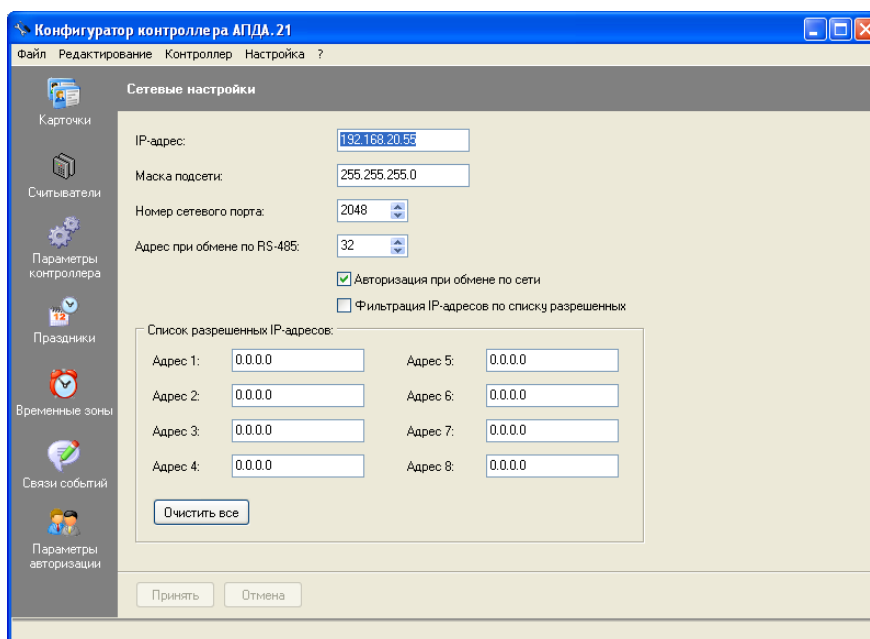 Конфигуратор контроллера АПДА.21
Файл Редактирование Контроллер Настройка ?
Карточки
Считыватели
Параметры
контроллера
Праздники
Временные зоны
Связи событий
Параметры
авторизации
Сетевые настройки
IP-адрес: 192.168.20.55
Маска подсети: 255.255.255.0
Номер сетевого порта: 2048
Адрес при обмене по RS-485: 32
Авторизация при обмене по сети
Фильтрация IP-адресов по списку разрешенных
Список разрешенных IP-адресов:
Адрес 1: 0.0.0.0 Адрес 5: 0.0.0.0
Адрес 2: 0.0.0.0 Адрес 6: 0.0.0.0
Адрес 3: 0.0.0.0 Адрес 7: 0.0.0.0
Адрес 4: 0.0.0.0 Адрес 8: 0.0.0.0
Очистить все
Принять Отмена